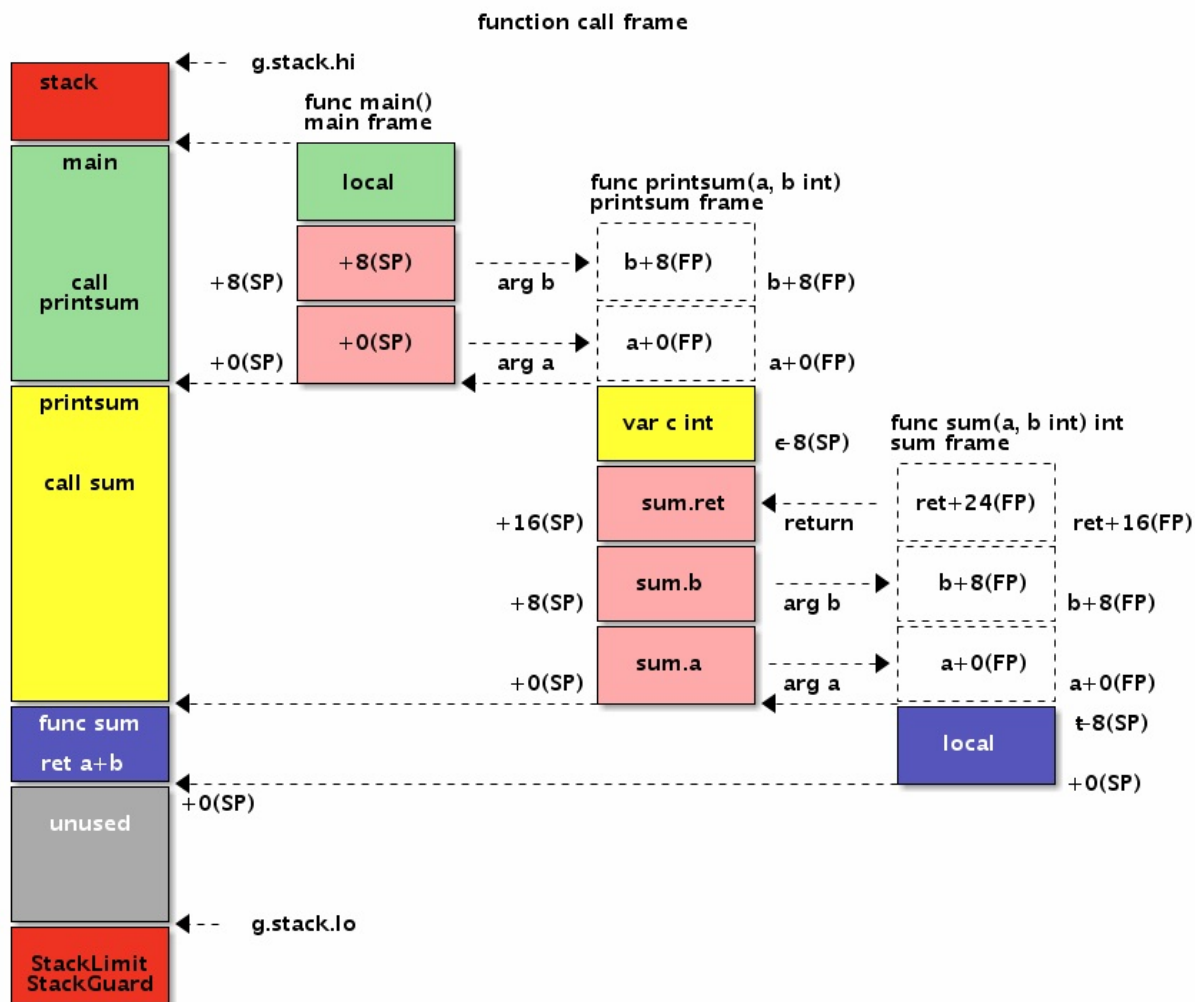 function call frame
g.stack.hi
stack
func main()
main frame
main
local
func printsum(a, b int)
printsum frame
+8(SP)
b+8(FP)
call
printsum
+8(SP)
arg b
b+8(FP)
+0(SP)
a+0(FP)
+0(SP)
arg a
a+0(FP)
printsum
var c int
c-8(SP)
func sum(a, b int) int
sum frame
call sum
sum.ret
ret+24(FP)
+16(SP)
return
ret+16(FP)
sum.b
b+8(FP)
+8(SP)
arg b
b+8(FP)
sum.a
a+0(FP)
+0(SP)
arg a
a+0(FP)
func sum
t-8(SP)
local
ret a+b
+0(SP)
+0(SP)
unused
g.stack.lo
StackLimit
StackGuard